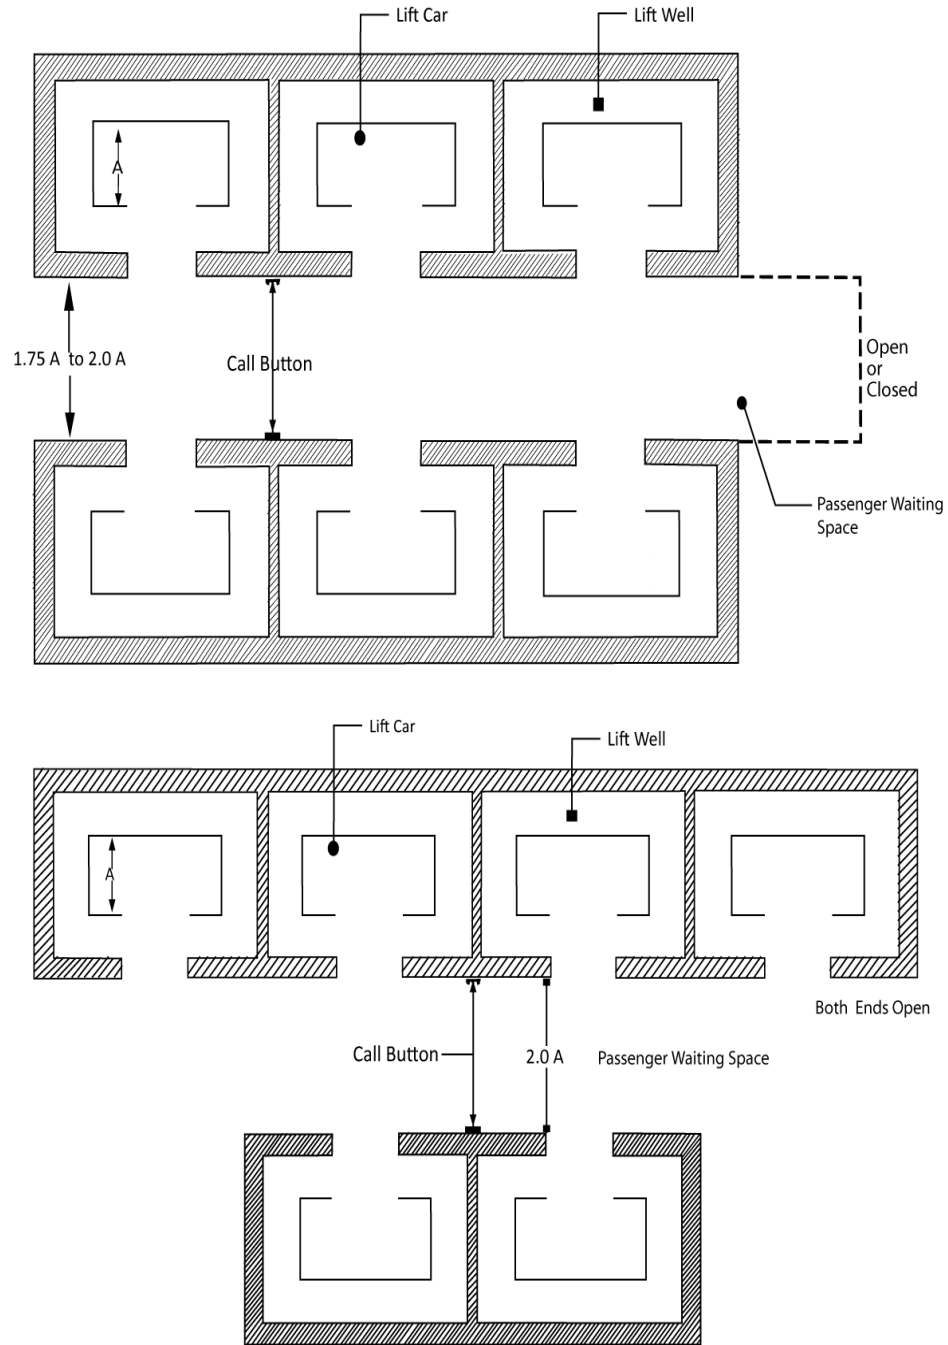 Lift Car
Lift Well
A
1.75 A to 2.0 A
Call Button
Open
or
Closed
Passenger Waiting
Space
Lift Car
Lift Well
A
Both Ends Open
Call Button
2.0 A
Passenger Waiting Space